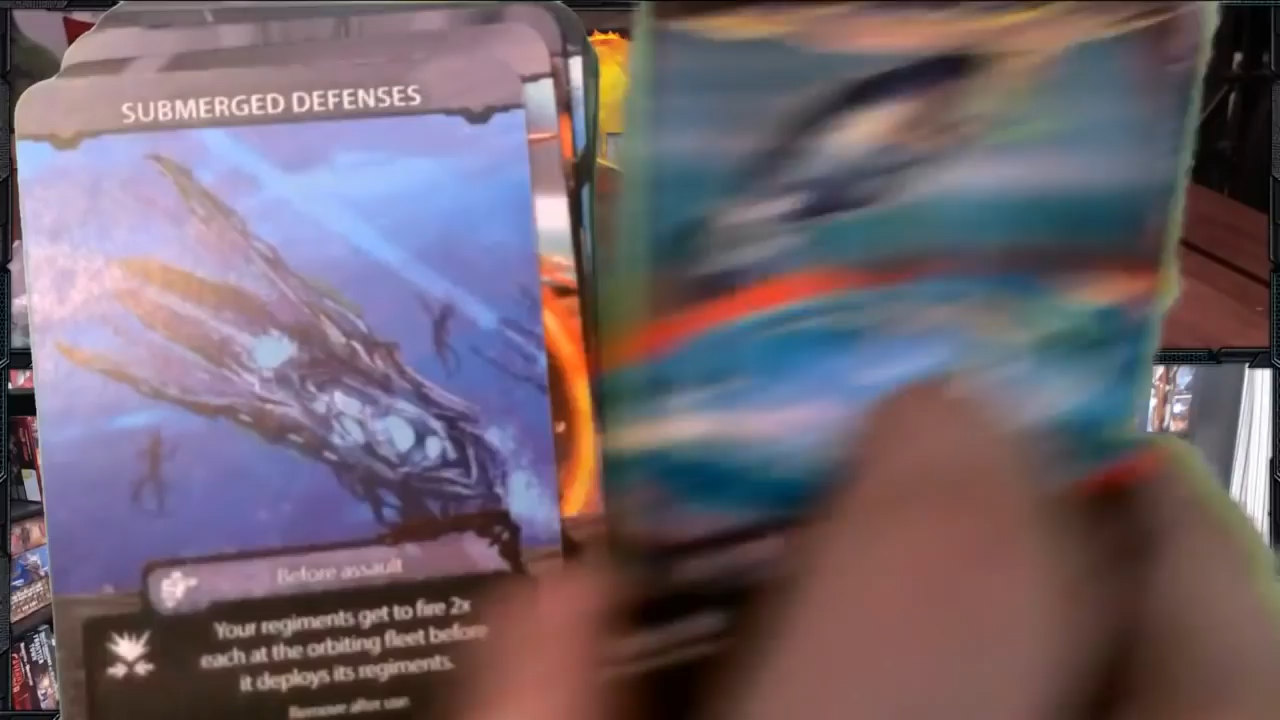 SUBMERGED DEFENSES
Before assault
Your regiments get to fire 2x
each at the orbiting fleet before
it deploys its regiments.
Remove after use.